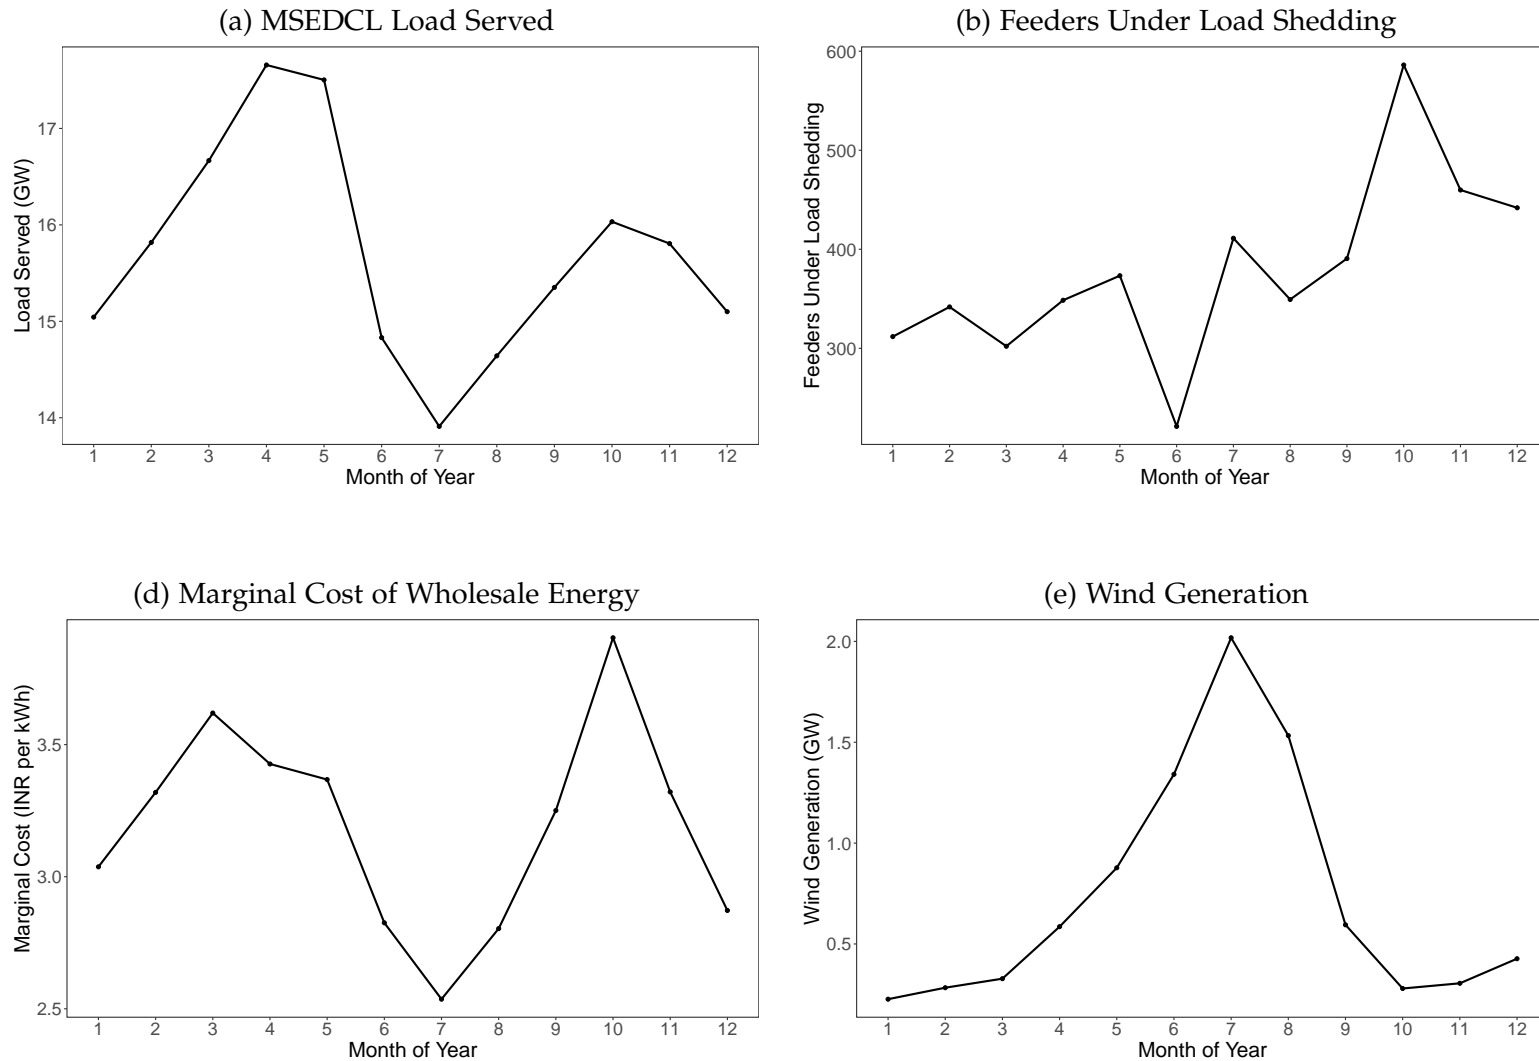 (a) MSEDCL Load Served
Load Served (GW)
17
16
15
14
1 2 3 4 5 6 7 8 9 10 11 12
Month of Year
(b) Feeders Under Load Shedding
Feeders Under Load Shedding
600
500
400
300
1 2 3 4 5 6 7 8 9 10 11 12
Month of Year
(d) Marginal Cost of Wholesale Energy
Marginal Cost (INR per kWh)
3.5
3.0
2.5
1 2 3 4 5 6 7 8 9 10 11 12
Month of Year
(e) Wind Generation
Wind Generation (GW)
2.0
1.5
1.0
0.5
1 2 3 4 5 6 7 8 9 10 11 12
Month of Year